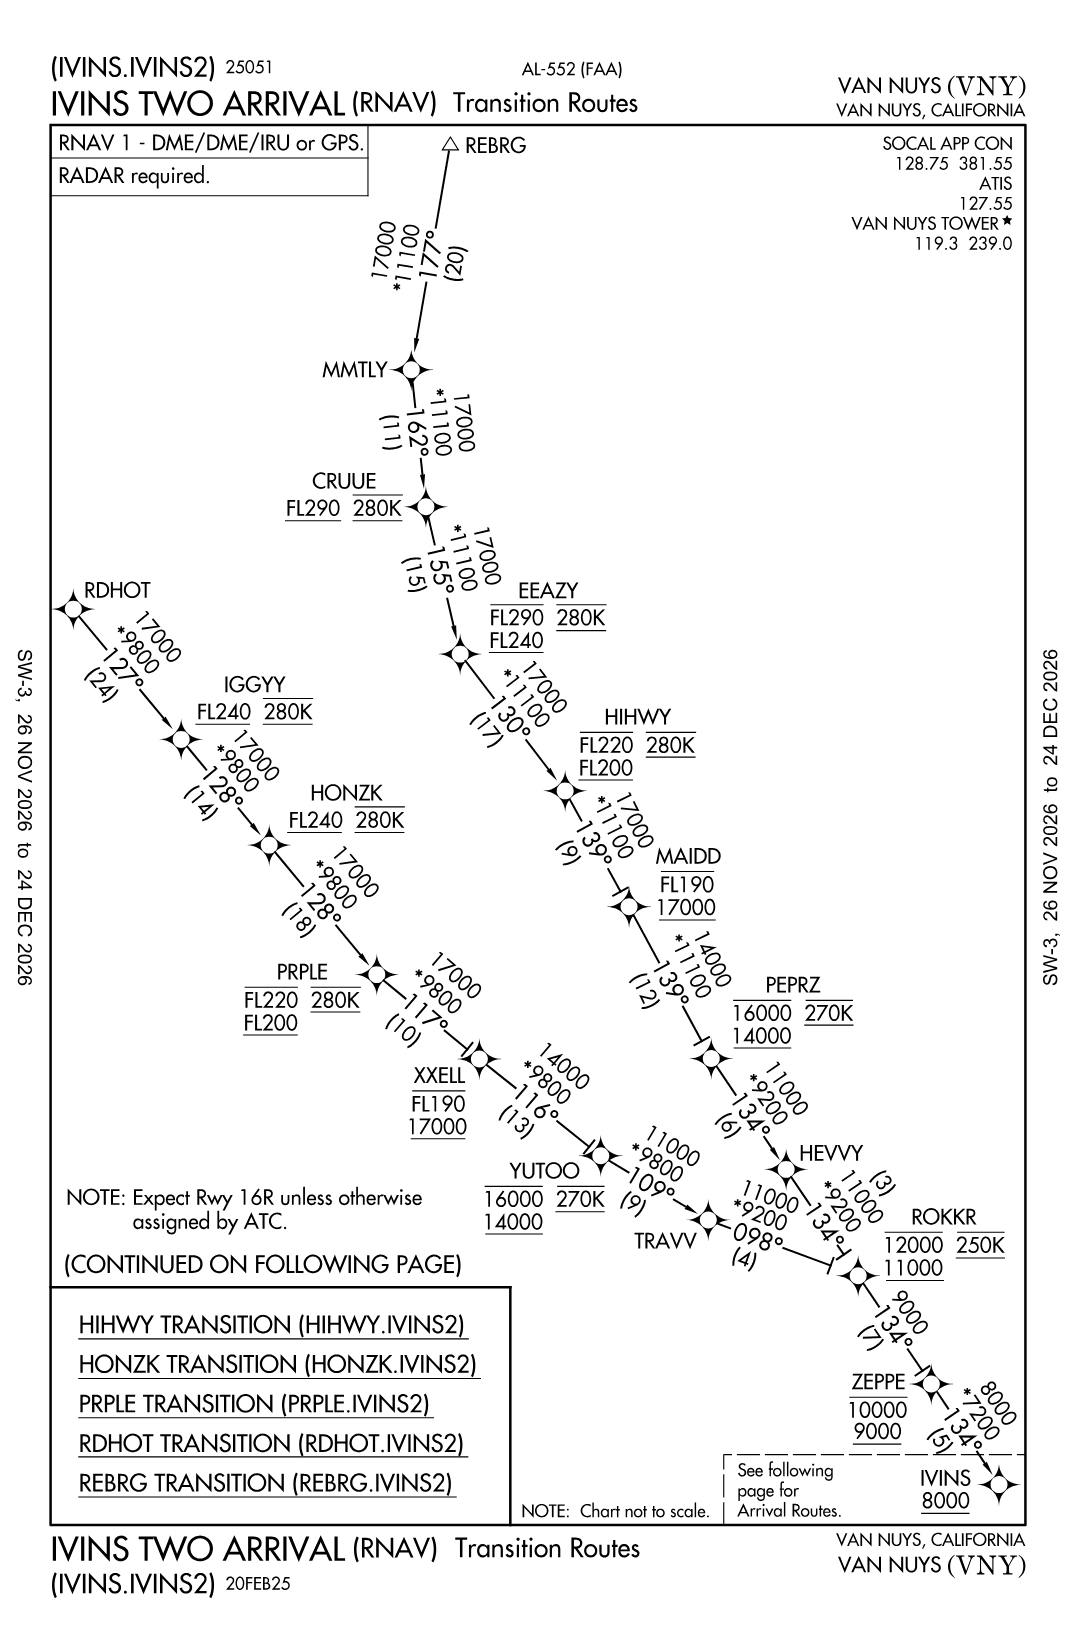 (IVINS.IVINS2) 25051
AL-552 (FAA)
VAN NUYS (VNY)
IVINS TWO ARRIVAL (RNAV) Transition Routes
VAN NUYS, CALIFORNIA
RNAV 1 - DME/DME/IRU or GPS.
RADAR required.
REBRG
SOCAL APP CON
128.75 381.55
ATIS
127.55
VAN NUYS TOWER★
119.3 239.0
17000
*11100
177°
(20)
MMTLY
17000
*11100
162°
(11)
CRUUE
FL290 280K
17000
*11100
155°
(15)
EEAZY
FL290 280K
FL240
RDHOT
17000
*9800
127°
(24)
17000
*11100
130°
(17)
IGGYY
FL240 280K
HIHWY
FL220 280K
FL200
17000
*9800
128°
(14)
HONZK
FL240 280K
17000
*11100
139°
(9)
MAIDD
FL190
17000
17000
*9800
128°
(18)
14000
*11100
139°
(12)
PRPLE
FL220 280K
FL200
17000
*9800
117°
(10)
PEPRZ
16000 270K
14000
XXELL
FL190
17000
14000
*9800
116°
(13)
11000
*9200
134°
(6)
HEVVY
YUTOO
16000 270K
14000
11000
*9800
109°
(9)
TRAVV
11000
*9200
098°
(4)
(3)
11000
*9200
134°
ROKKR
12000 250K
11000
NOTE: Expect Rwy 16R unless otherwise
assigned by ATC.
(CONTINUED ON FOLLOWING PAGE)
9000
134°
(7)
HIHWY TRANSITION (HIHWY.IVINS2)
HONZK TRANSITION (HONZK.IVINS2)
PRPLE TRANSITION (PRPLE.IVINS2)
RDHOT TRANSITION (RDHOT.IVINS2)
REBRG TRANSITION (REBRG.IVINS2)
ZEPPE
10000
9000
8000
*7200
134°
(5)
See following
page for
Arrival Routes.
IVINS
8000
NOTE: Chart not to scale.
SW-3, 26 NOV 2026 to 24 DEC 2026
SW-3, 26 NOV 2026 to 24 DEC 2026
IVINS TWO ARRIVAL (RNAV) Transition Routes
VAN NUYS, CALIFORNIA
(IVINS.IVINS2) 20FEB25
VAN NUYS (VNY)